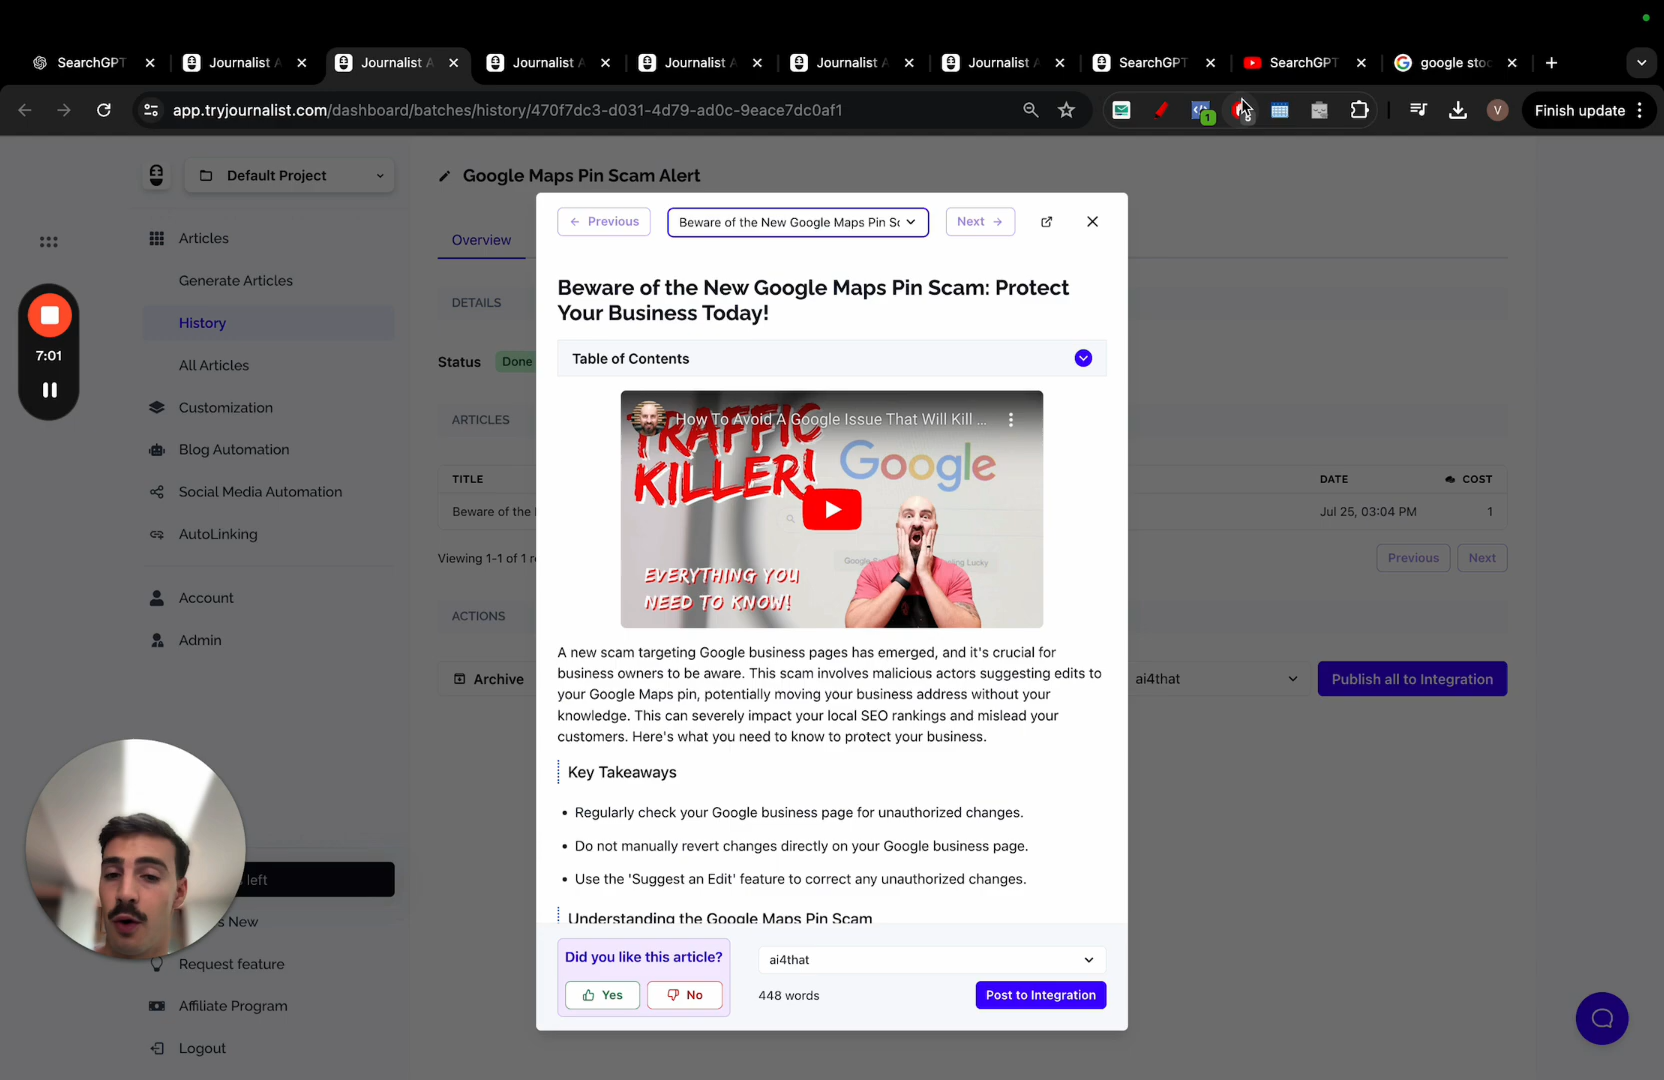 SearchGPT
Journalist A
Journalist A
Journalist A
Journalist A
Journalist A
Journalist A
SearchGPT
SearchGPT
google stoc
app.tryjournalist.com/dashboard/batches/history/470f7dc3-d031-4d79-ad0c-9eace7dc0af1
1
V
Finish update
Default Project
Google Maps Pin Scam Alert
Articles
Generate Articles
History
All Articles
Customization
Blog Automation
Social Media Automation
AutoLinking
Account
Admin
left
s New
Request feature
Affiliate Program
Logout
7:01
Overview
DETAILS
Status Done
ARTICLES
TITLE
DATE
COST
Beware of the
Jul 25, 03:04 PM
1
Viewing 1-1 of 1 r
Previous
Next
ACTIONS
Archive
ai4that
Publish all to Integration
Previous
Beware of the New Google Maps Pin Sc
Next
Beware of the New Google Maps Pin Scam: Protect
Your Business Today!
Table of Contents
How To Avoid A Google Issue That Will Kill ...
TRAFFIC
KILLER!
Google
EVERYTHING YOU
NEED TO KNOW!
A new scam targeting Google business pages has emerged, and it's crucial for
business owners to be aware. This scam involves malicious actors suggesting edits to
your Google Maps pin, potentially moving your business address without your
knowledge. This can severely impact your local SEO rankings and mislead your
customers. Here's what you need to know to protect your business.
Key Takeaways
• Regularly check your Google business page for unauthorized changes.
• Do not manually revert changes directly on your Google business page.
• Use the 'Suggest an Edit' feature to correct any unauthorized changes.
Understanding the Google Maps Pin Scam
Did you like this article?
Yes
No
ai4that
448 words
Post to Integration